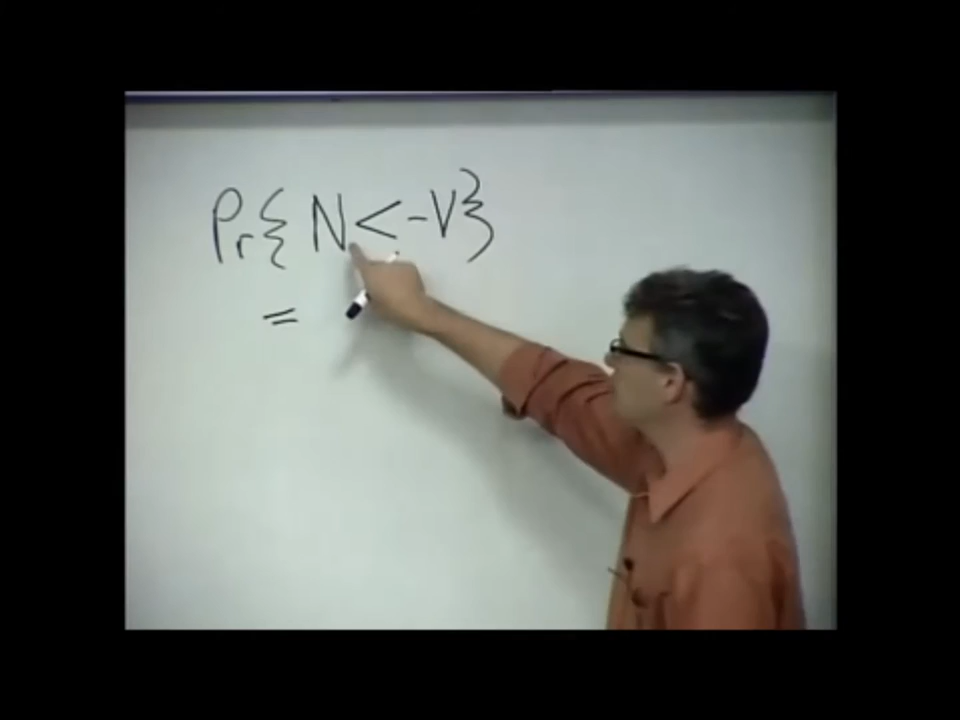 Pr{ N < -V}
=